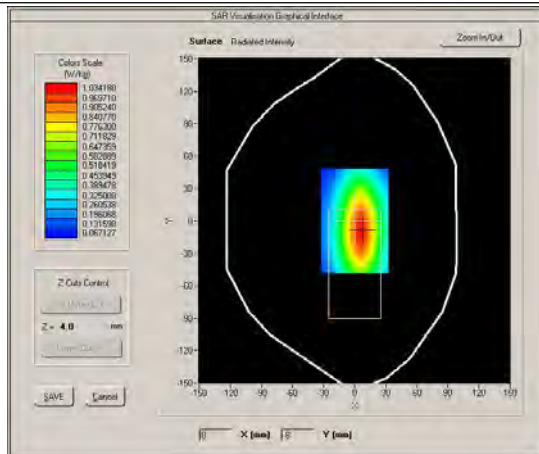 SAR Visualisation Graphical Interface
Surface Radiated Intensity
Zoom In/Out
Colors Scale
(W/kg)
1.034180
0.969710
0.905240
0.840770
0.776300
0.711829
0.647359
0.582889
0.518419
0.453949
0.389478
0.325008
0.260538
0.196068
0.131598
0.067127
150
120
90
60
30
0
-30
-60
-90
-120
-150
Y
-150 -120 -90 -60 -30 0 30 60 90 120 150
X
Z Cuts Control
Z = 4.0 mm
SAVE
Cancel
0 X (mm) -8 Y (mm)